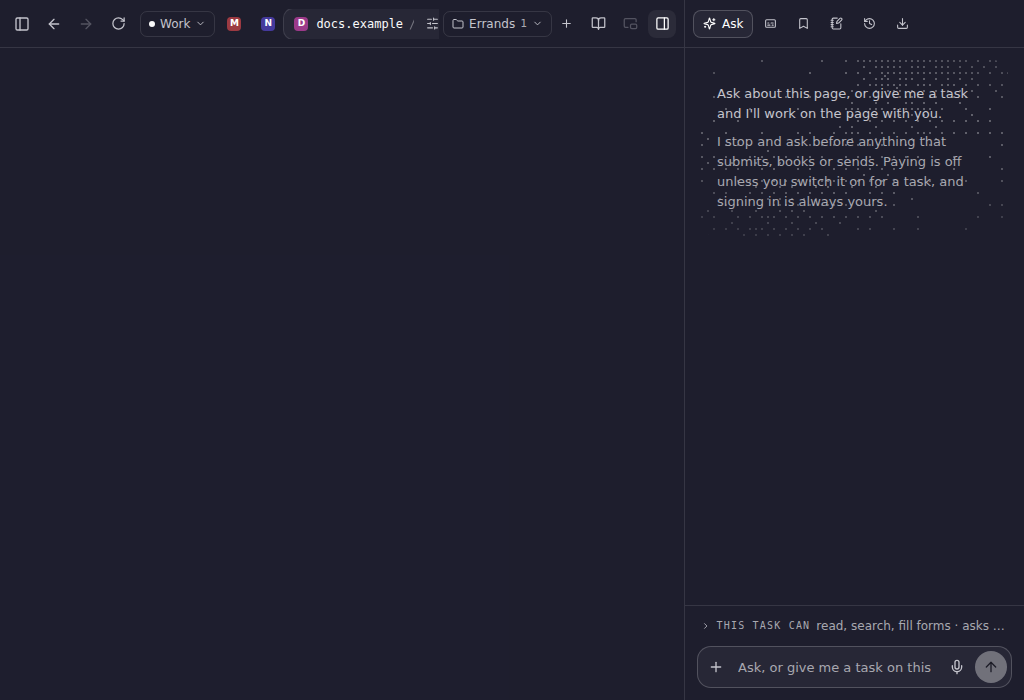 Work
M
N
D
docs.example /
Errands 1
Ask
Ask about this page, or give me a task
and I'll work on the page with you.
I stop and ask before anything that
submits, books or sends. Paying is off
unless you switch it on for a task, and
signing in is always yours.
THIS TASK CAN read, search, fill forms · asks …
Ask, or give me a task on this